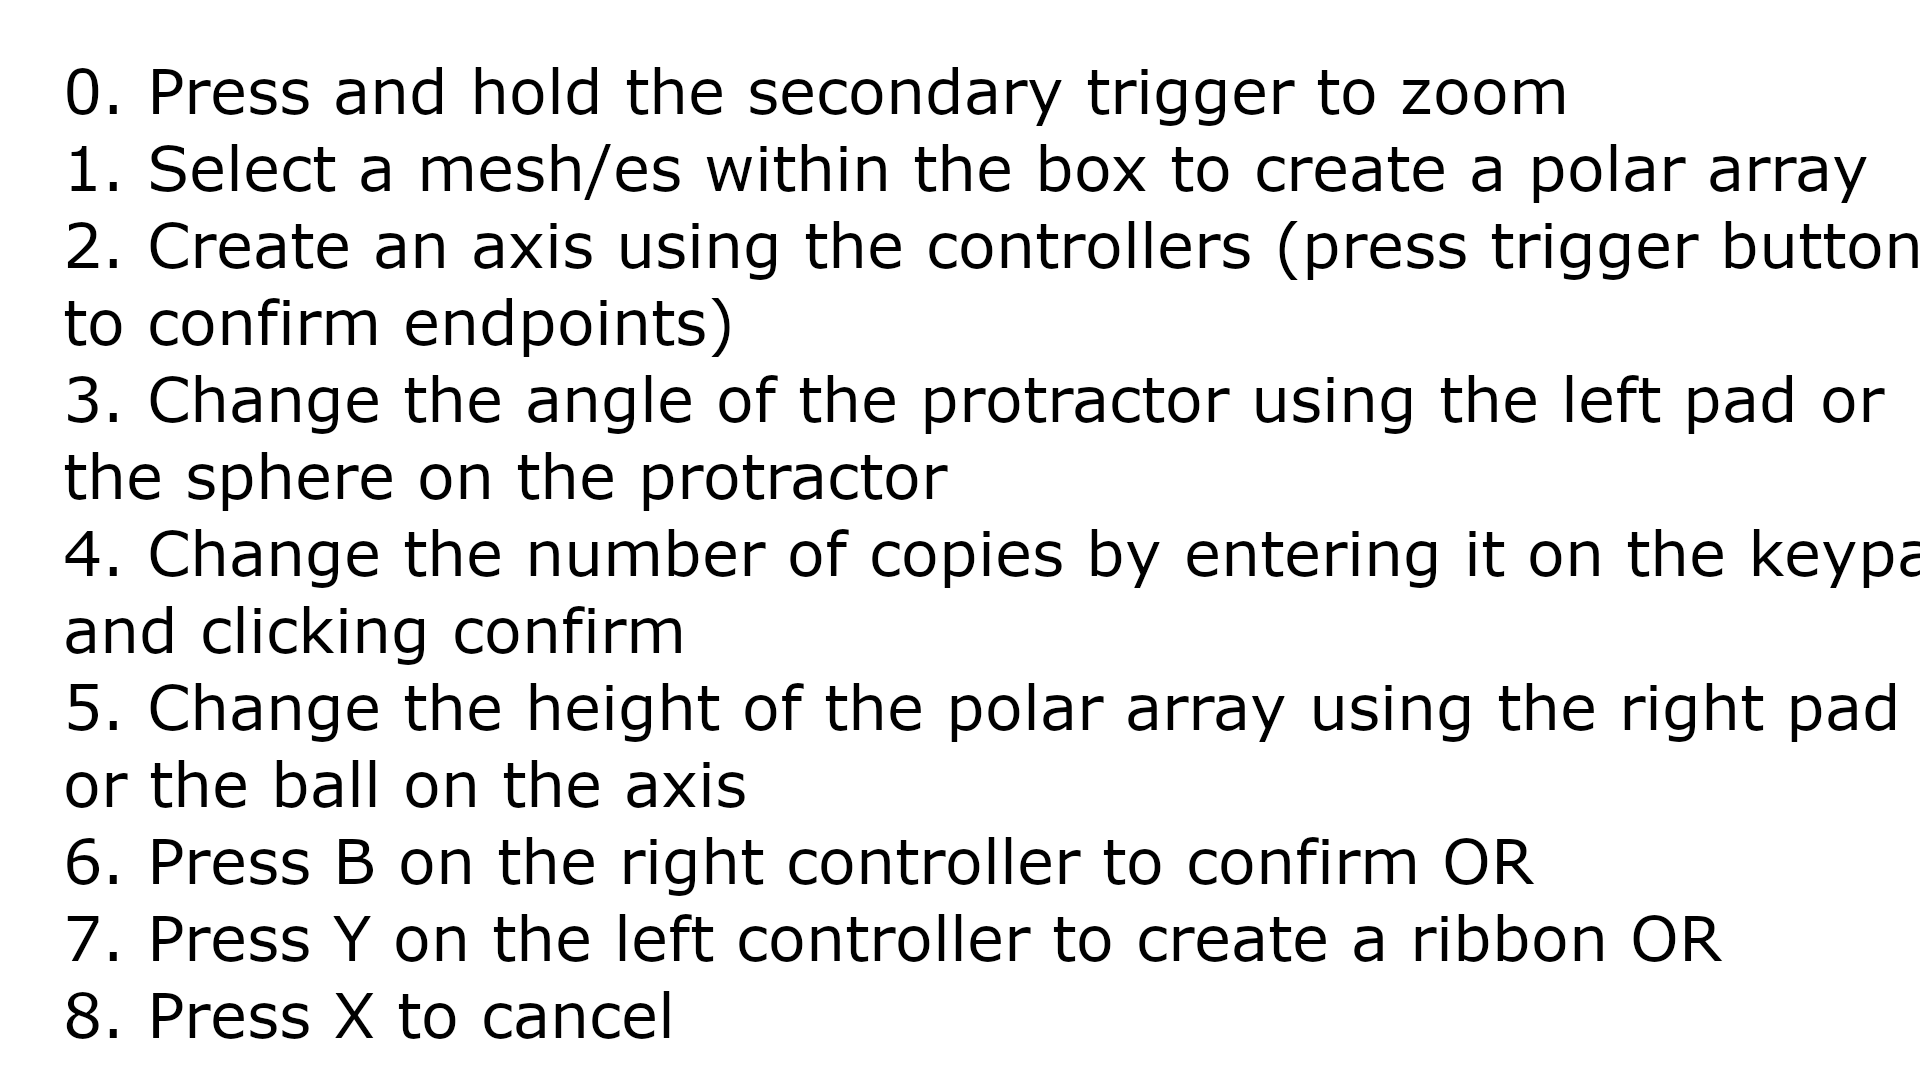 0. Press and hold the secondary trigger to zoom
1. Select a mesh/es within the box to create a polar array
2. Create an axis using the controllers (press trigger button
to confirm endpoints)
3. Change the angle of the protractor using the left pad or
the sphere on the protractor
4. Change the number of copies by entering it on the keypa
and clicking confirm
5. Change the height of the polar array using the right pad
or the ball on the axis
6. Press B on the right controller to confirm OR
7. Press Y on the left controller to create a ribbon OR
8. Press X to cancel